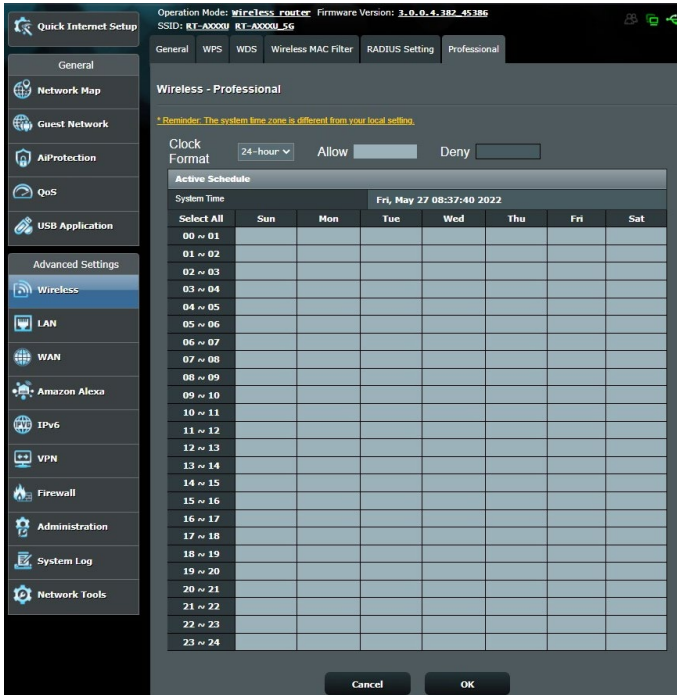 Quick Internet Setup
General
Network Map
Guest Network
AiProtection
QoS
USB Application
Advanced Settings
Wireless
LAN
WAN
Amazon Alexa
IPv6
VPN
Firewall
Administration
System Log
Network Tools
Operation Mode: Wireless router Firmware Version: 3.0.0.4.382_45386
SSID: RT-AXXXU RT-AXXXU_5G
General WPS WDS Wireless MAC Filter RADIUS Setting Professional
Wireless - Professional
* Reminder: The system time zone is different from your local setting.
Clock Format 24-hour Allow Deny
Active Schedule
System Time Fri, May 27 08:37:40 2022
Select All Sun Mon Tue Wed Thu Fri Sat
00 ~ 01
01 ~ 02
02 ~ 03
03 ~ 04
04 ~ 05
05 ~ 06
06 ~ 07
07 ~ 08
08 ~ 09
09 ~ 10
10 ~ 11
11 ~ 12
12 ~ 13
13 ~ 14
14 ~ 15
15 ~ 16
16 ~ 17
17 ~ 18
18 ~ 19
19 ~ 20
20 ~ 21
21 ~ 22
22 ~ 23
23 ~ 24
Cancel OK